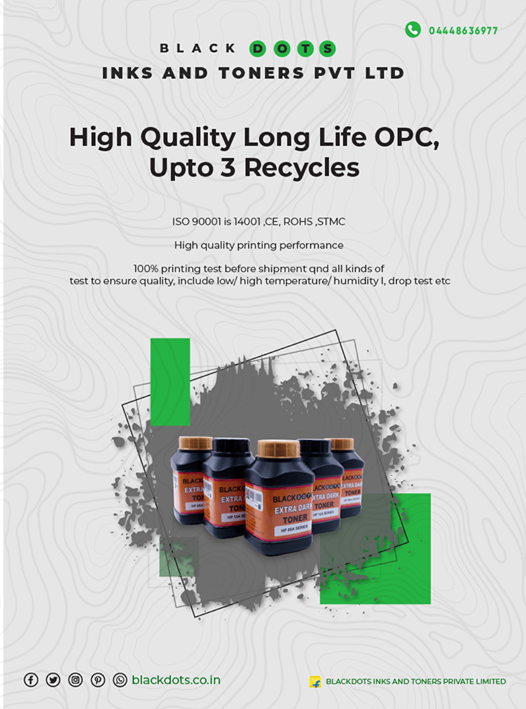 04448636977
BLACK DOTS
INKS AND TONERS PVT LTD
High Quality Long Life OPC,
Upto 3 Recycles
ISO 90001 is 14001 ,CE, ROHS ,STMC
High quality printing performance
100% printing test before shipment qnd all kinds of
test to ensure quality, include low/ high temperature/ humidity l, drop test etc
BLACKDO
EXTRA DARK
TONER
blackdots.co.in
BLACKDOTS INKS AND TONERS PRIVATE LIMITED